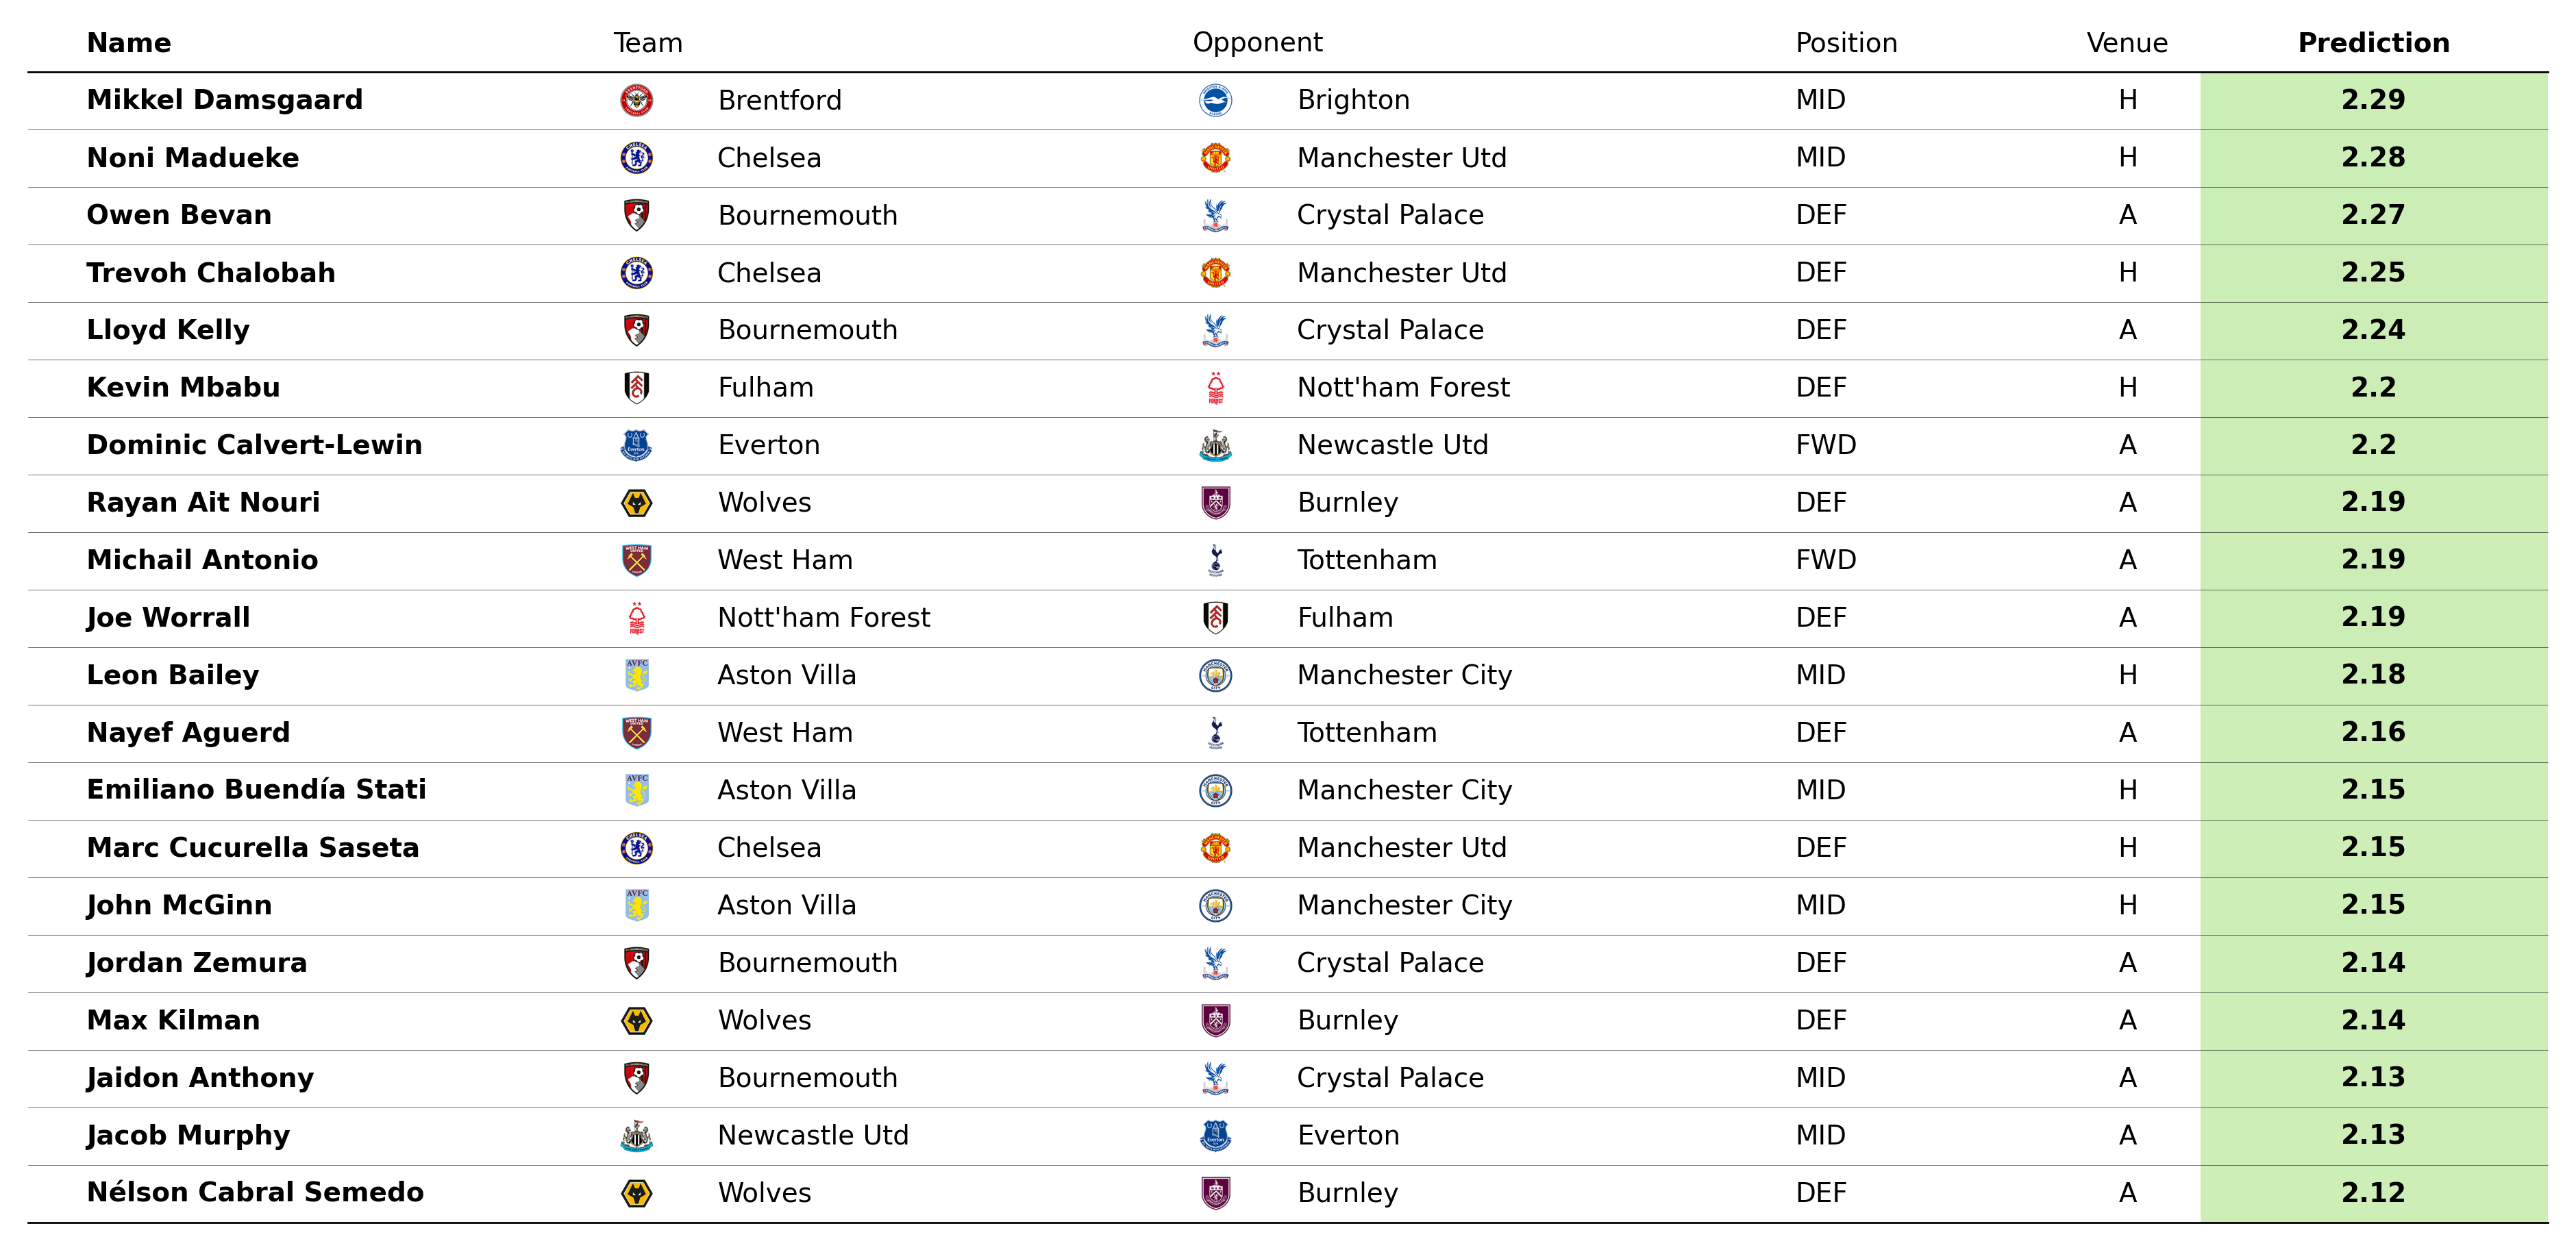 Name Team Opponent Position Venue Prediction
Mikkel Damsgaard Brentford Brighton MID H 2.29
Noni Madueke Chelsea Manchester Utd MID H 2.28
Owen Bevan Bournemouth Crystal Palace DEF A 2.27
Trevoh Chalobah Chelsea Manchester Utd DEF H 2.25
Lloyd Kelly Bournemouth Crystal Palace DEF A 2.24
Kevin Mbabu Fulham Nott'ham Forest DEF H 2.2
Dominic Calvert-Lewin Everton Newcastle Utd FWD A 2.2
Rayan Ait Nouri Wolves Burnley DEF A 2.19
Michail Antonio West Ham Tottenham FWD A 2.19
Joe Worrall Nott'ham Forest Fulham DEF A 2.19
Leon Bailey Aston Villa Manchester City MID H 2.18
Nayef Aguerd West Ham Tottenham DEF A 2.16
Emiliano Buendía Stati Aston Villa Manchester City MID H 2.15
Marc Cucurella Saseta Chelsea Manchester Utd DEF H 2.15
John McGinn Aston Villa Manchester City MID H 2.15
Jordan Zemura Bournemouth Crystal Palace DEF A 2.14
Max Kilman Wolves Burnley DEF A 2.14
Jaidon Anthony Bournemouth Crystal Palace MID A 2.13
Jacob Murphy Newcastle Utd Everton MID A 2.13
Nélson Cabral Semedo Wolves Burnley DEF A 2.12